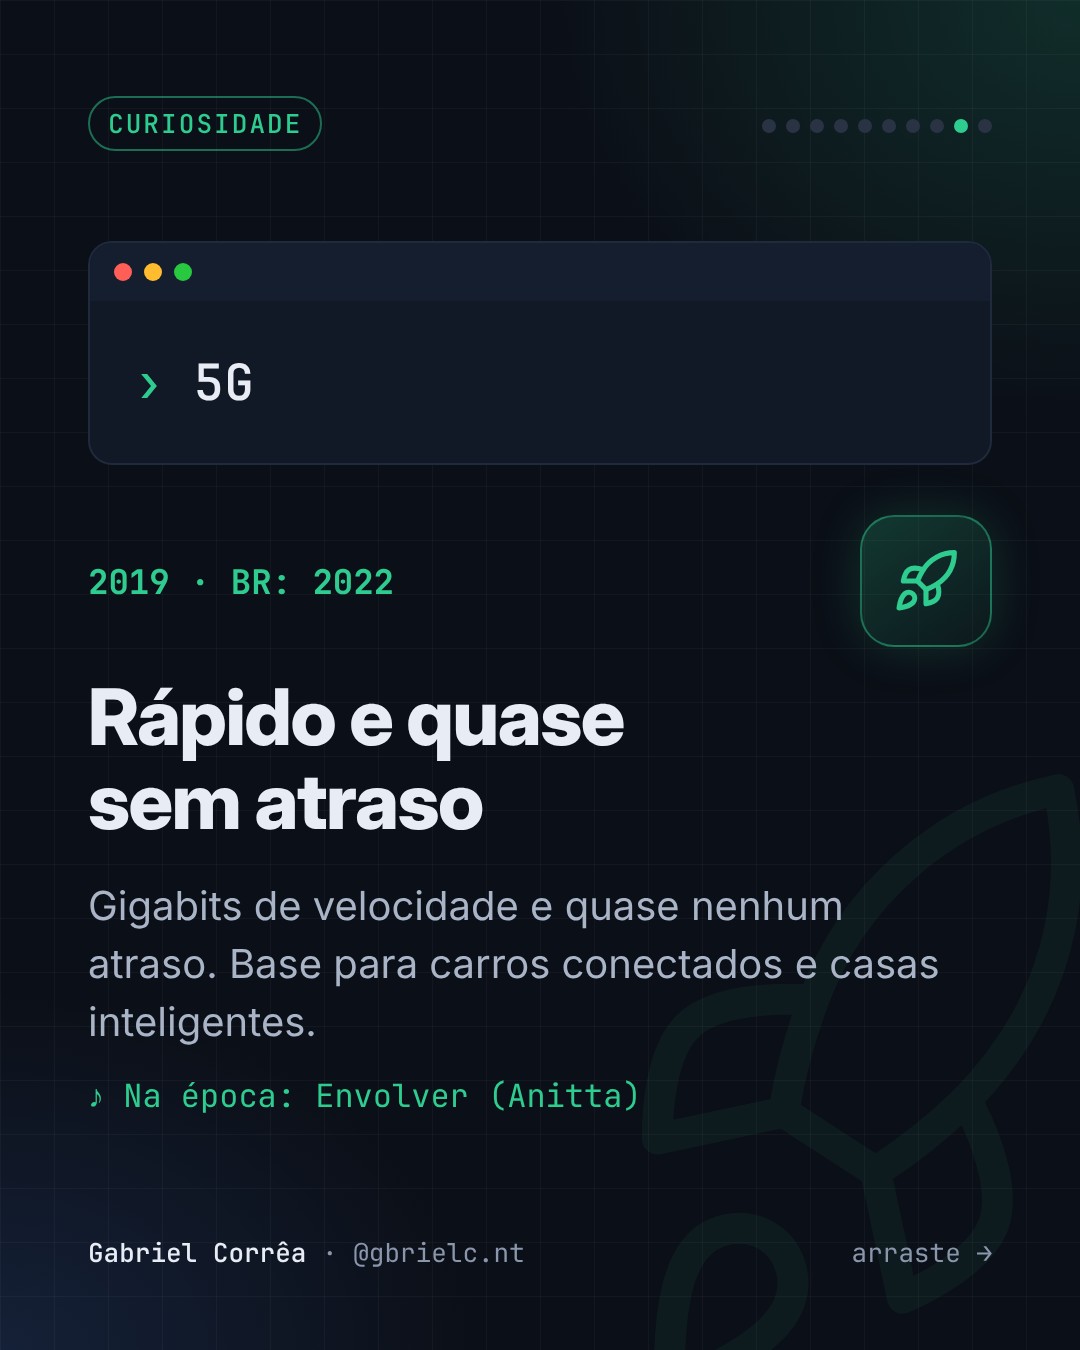 CURIOSIDADE
› 5G
2019 · BR: 2022
Rápido e quase
sem atraso
Gigabits de velocidade e quase nenhum
atraso. Base para carros conectados e casas
inteligentes.
♪ Na época: Envolver (Anitta)
Gabriel Corrêa · @gbrielc.nt
arraste →